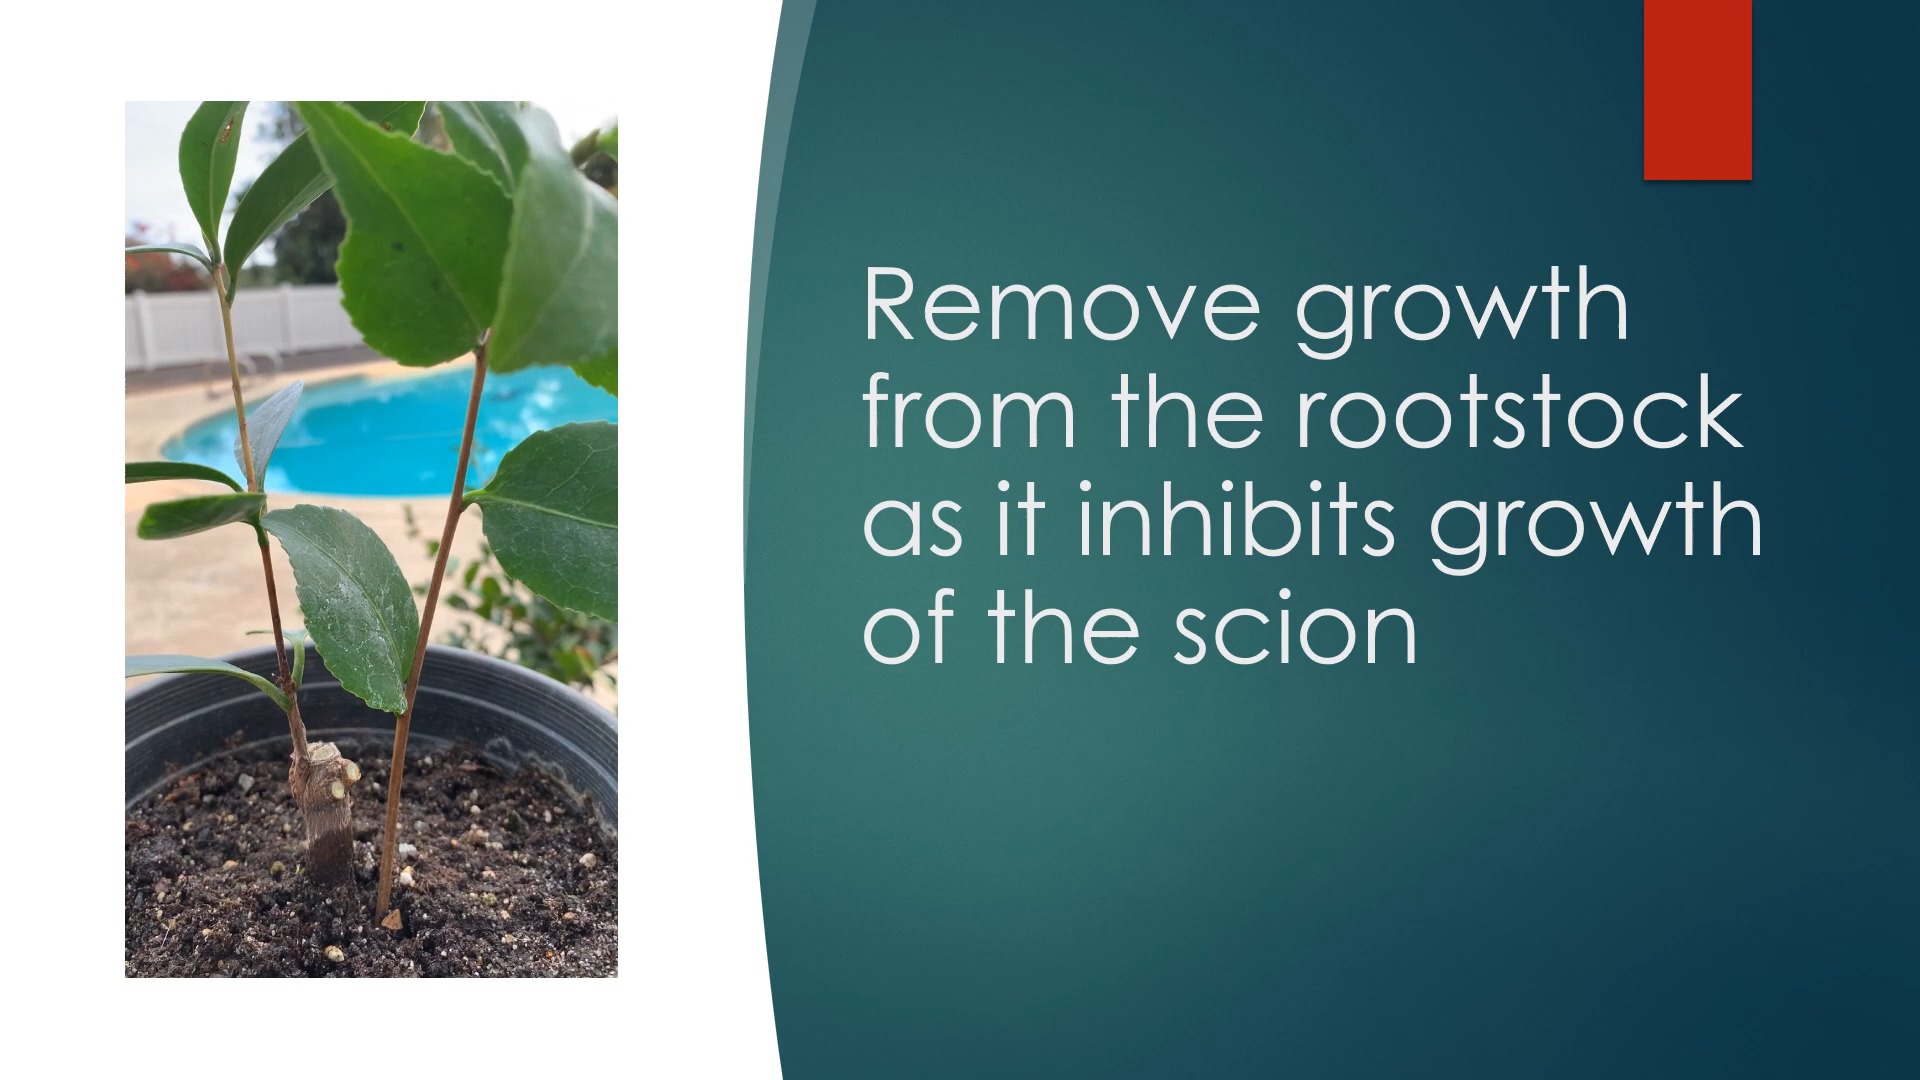 Remove growth
from the rootstock
as it inhibits growth
of the scion